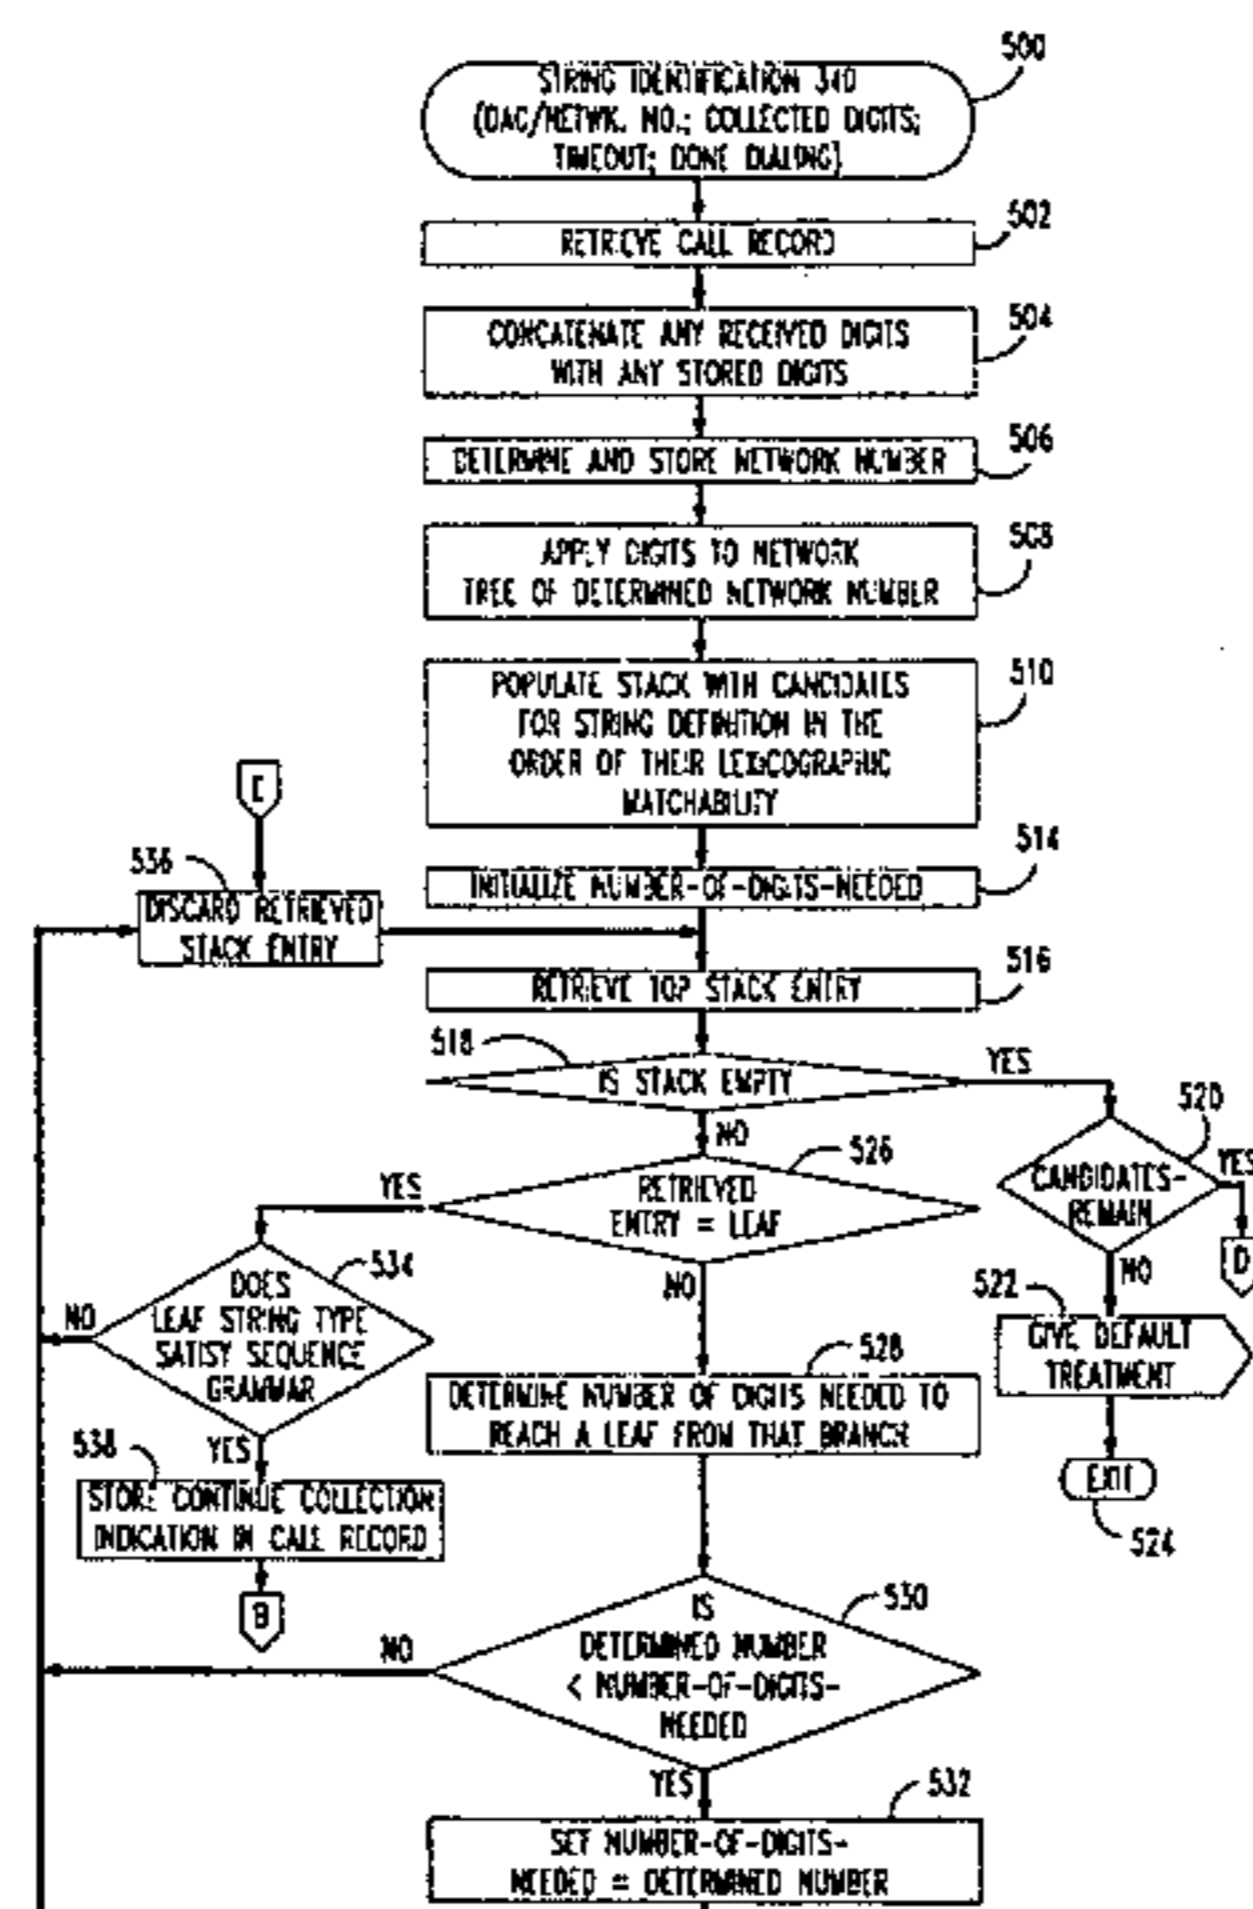 500
STRING IDENTIFICATION 340
(DAC/NETWK. NO.; COLLECTED DIGITS;
TIMEOUT; DONE DIALING)
502
RETRIEVE CALL RECORD
504
CONCATENATE ANY RECEIVED DIGITS
WITH ANY STORED DIGITS
506
DETERMINE AND STORE NETWORK NUMBER
508
APPLY DIGITS TO NETWORK
TREE OF DETERMINED NETWORK NUMBER
510
POPULATE STACK WITH CANDIDATES
FOR STRING DEFINITION IN THE
ORDER OF THEIR LEXICOGRAPHIC
MATCHABILITY
514
INITIALIZE NUMBER-OF-DIGITS-NEEDED
536
DISCARD RETRIEVED
STACK ENTRY
516
RETRIEVE TOP STACK ENTRY
518
IS STACK EMPTY
YES
NO
520
CANDIDATES-
REMAIN
YES
D
NO
522
GIVE DEFAULT
TREATMENT
EXIT
524
526
RETRIEVED
ENTRY = LEAF
YES
NO
534
DOES
LEAF STRING TYPE
SATISY SEQUENCE
GRAMMAR
NO
YES
538
STORE CONTINUE COLLECTION
INDICATION IN CALL RECORD
B
528
DETERMINE NUMBER OF DIGITS NEEDED TO
REACH A LEAF FROM THAT BRANCH
530
IS
DETERMINED NUMBER
< NUMBER-OF-DIGITS-
NEEDED
NO
YES
532
SET NUMBER-OF-DIGITS-
NEEDED = DETERMINED NUMBER